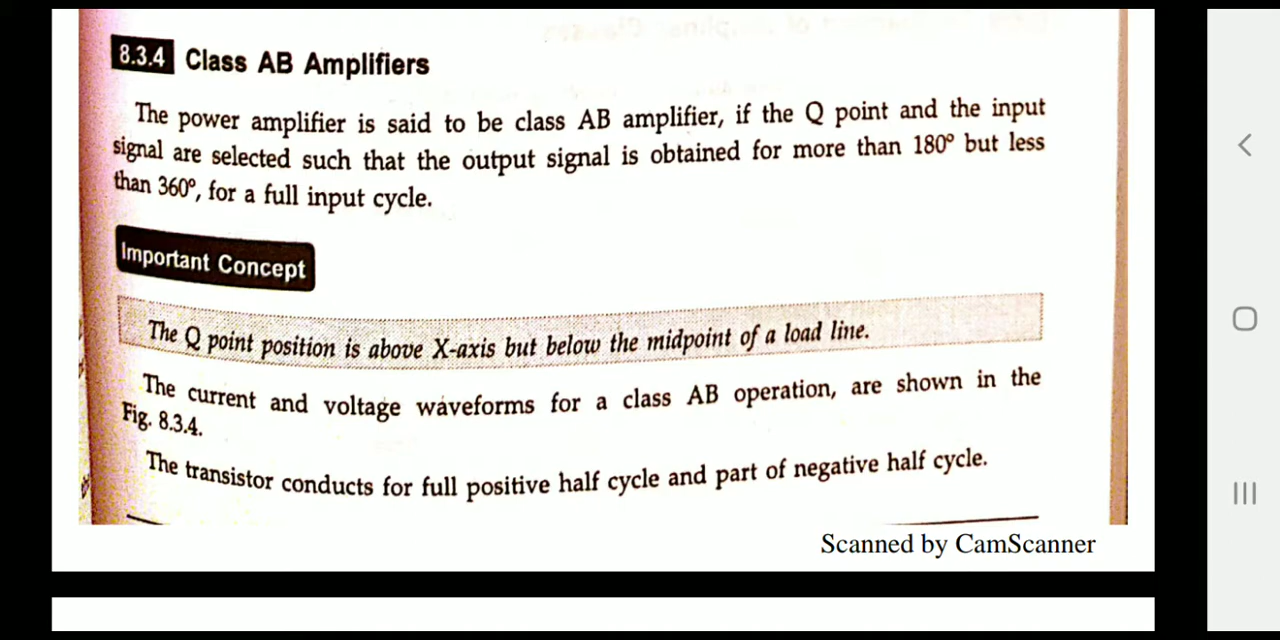 8.3.4 Class AB Amplifiers
The power amplifier is said to be class AB amplifier, if the Q point and the input
signal are selected such that the output signal is obtained for more than 180° but less
than 360°, for a full input cycle.
Important Concept
The Q point position is above X-axis but below the midpoint of a load line.
The current and voltage waveforms for a class AB operation, are shown in the
Fig. 8.3.4.
The transistor conducts for full positive half cycle and part of negative half cycle.
Scanned by CamScanner